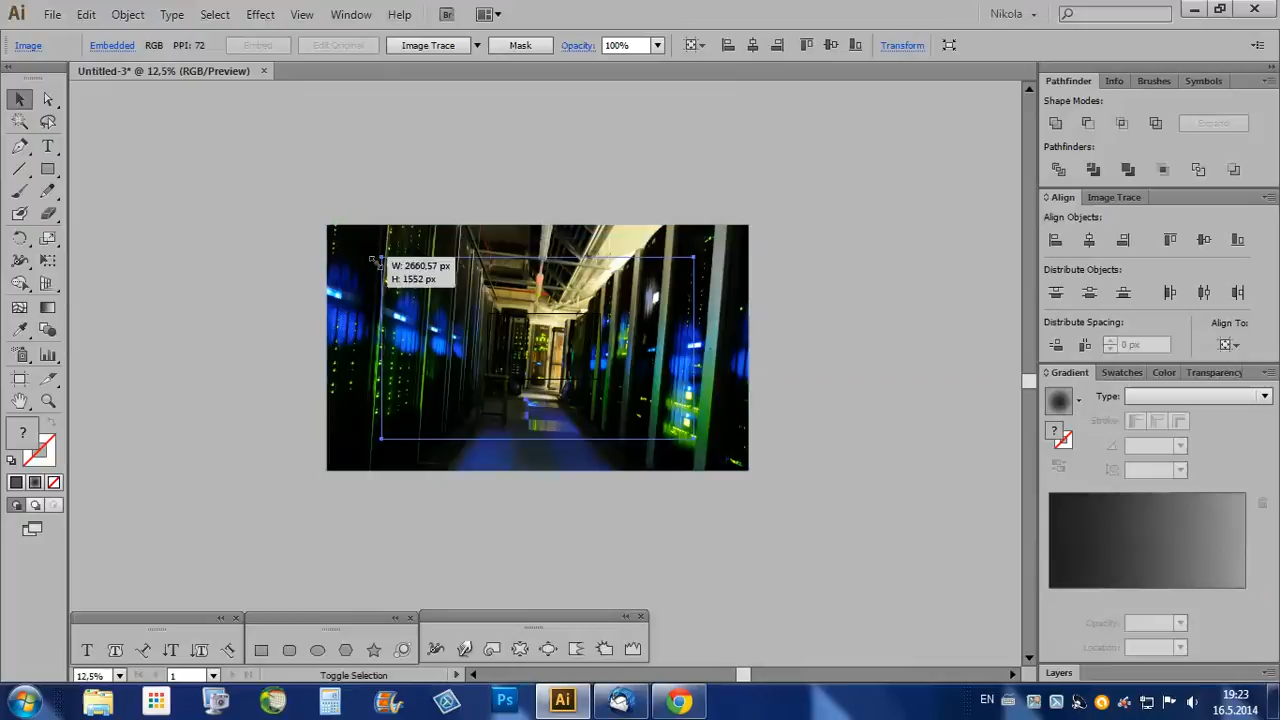 Ai File Edit Object Type Select Effect View Window Help Br Nikola
Image Embedded RGB PPI: 72 Embed Edit Original Image Trace Mask Opacity: 100% Transform
Untitled-3* @ 12,5% (RGB/Preview)
Pathfinder Info Brushes Symbols
Shape Modes:
Expand
Pathfinders:
Align Image Trace
Align Objects:
Distribute Objects:
Distribute Spacing: Align To:
0 px
Gradient Swatches Color Transparency
Type:
Stroke:
Opacity:
Location:
Layers
W: 2660,57 px
H: 1552 px
12,5% 1 Toggle Selection
Ps Ai EN 19:23
16.5.2014